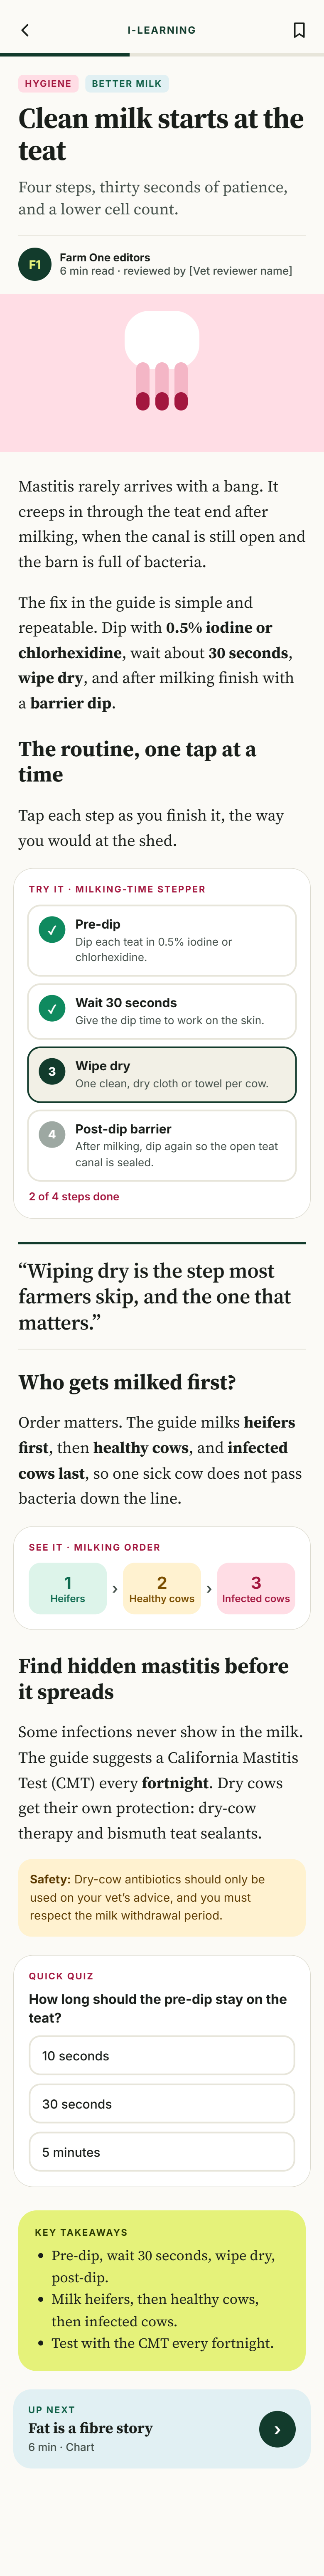 I-LEARNING
HYGIENE
BETTER MILK
Clean milk starts at the
teat
Four steps, thirty seconds of patience,
and a lower cell count.
F1
Farm One editors
6 min read · reviewed by [Vet reviewer name]
Mastitis rarely arrives with a bang. It
creeps in through the teat end after
milking, when the canal is still open and
the barn is full of bacteria.
The fix in the guide is simple and
repeatable. Dip with 0.5% iodine or
chlorhexidine, wait about 30 seconds,
wipe dry, and after milking finish with
a barrier dip.
The routine, one tap at a
time
Tap each step as you finish it, the way
you would at the shed.
TRY IT · MILKING-TIME STEPPER
✓ Pre-dip
Dip each teat in 0.5% iodine or
chlorhexidine.
✓ Wait 30 seconds
Give the dip time to work on the skin.
3 Wipe dry
One clean, dry cloth or towel per cow.
4 Post-dip barrier
After milking, dip again so the open teat
canal is sealed.
2 of 4 steps done
“Wiping dry is the step most
farmers skip, and the one that
matters.”
Who gets milked first?
Order matters. The guide milks heifers
first, then healthy cows, and infected
cows last, so one sick cow does not pass
bacteria down the line.
SEE IT · MILKING ORDER
1 › 2 › 3
Heifers Healthy cows Infected cows
Find hidden mastitis before
it spreads
Some infections never show in the milk.
The guide suggests a California Mastitis
Test (CMT) every fortnight. Dry cows
get their own protection: dry-cow
therapy and bismuth teat sealants.
Safety: Dry-cow antibiotics should only be
used on your vet’s advice, and you must
respect the milk withdrawal period.
QUICK QUIZ
How long should the pre-dip stay on the
teat?
10 seconds
30 seconds
5 minutes
KEY TAKEAWAYS
• Pre-dip, wait 30 seconds, wipe dry,
post-dip.
• Milk heifers, then healthy cows,
then infected cows.
• Test with the CMT every fortnight.
UP NEXT
Fat is a fibre story
6 min · Chart
›